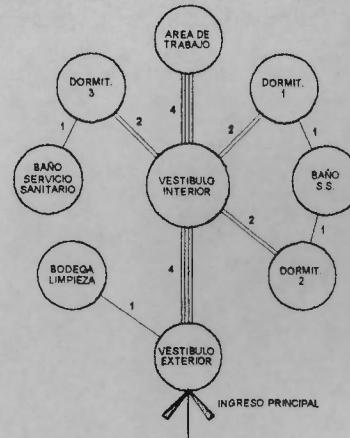 AREA DE
TRABAJO
DORMIT.
3
DORMIT.
1
4
2
2
1
1
BAÑO
SERVICIO
SANITARIO
VESTIBULO
INTERIOR
BAÑO
S.S.
2
1
4
BODEGA
LIMPIEZA
DORMIT.
2
1
VESTIBULO
EXTERIOR
INGRESO PRINCIPAL